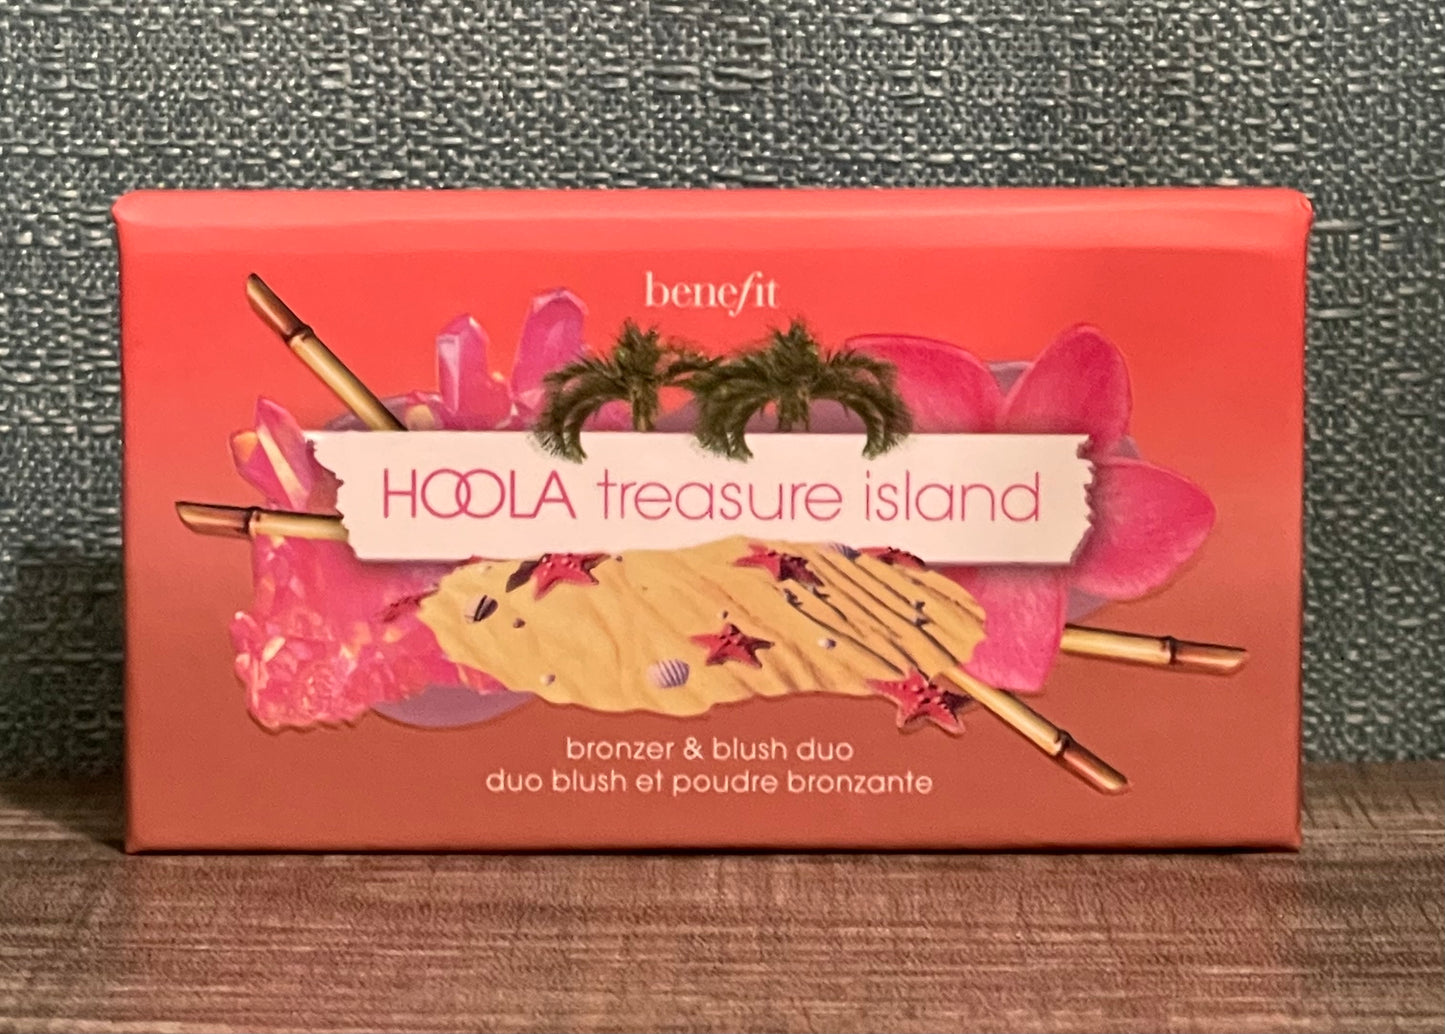 benefit
HOOLA treasure island
bronzer & blush duo
duo blush et poudre bronzante